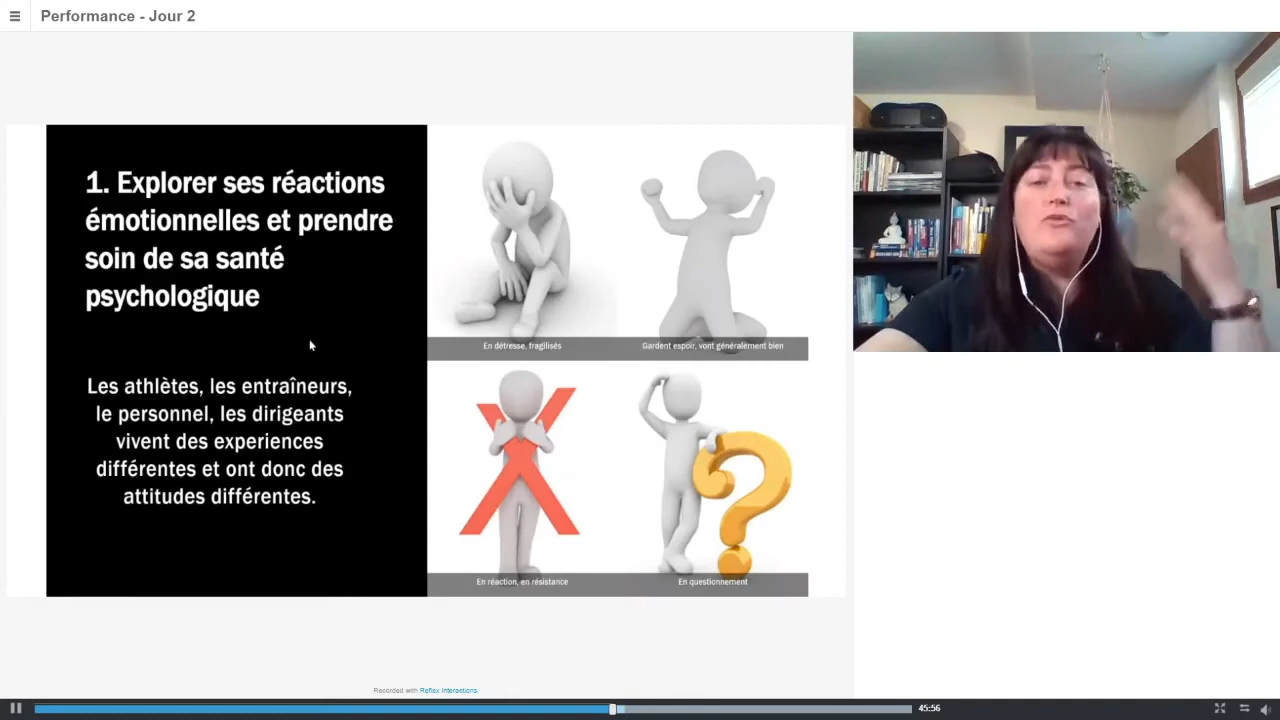 Performance - Jour 2
1. Explorer ses réactions
émotionnelles et prendre
soin de sa santé
psychologique
Les athlètes, les entraîneurs,
le personnel, les dirigeants
vivent des experiences
différentes et ont donc des
attitudes différentes.
En détresse, fragilisés
Gardent espoir, vont généralement bien
En réaction, en résistance
En questionnement
Recorded with Reflex Interactions.
45:56